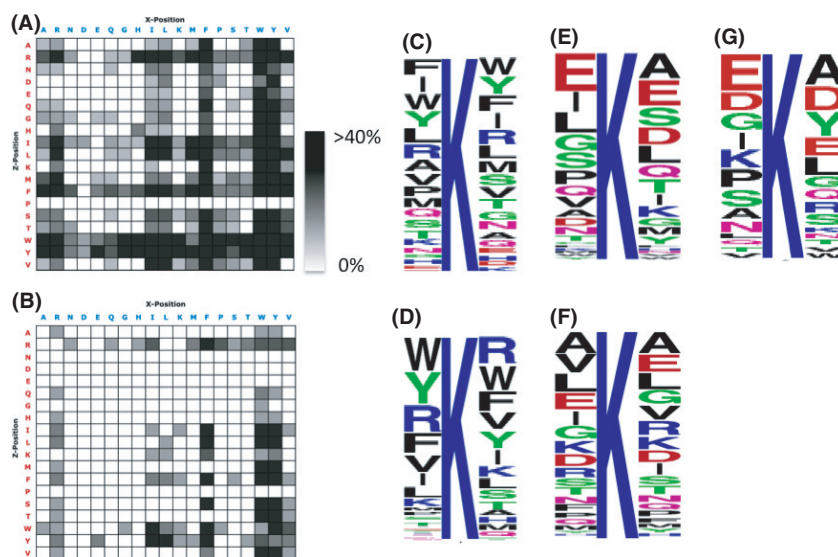 (A)
X-Position
A R N D E Q G H I L K M F P S T W Y V
Z-Position
A
R
N
D
E
Q
G
H
I
L
K
M
F
P
S
T
W
Y
V
>40%
0%
(B)
X-Position
A R N D E Q G H I L K M F P S T W Y V
Z-Position
A
R
N
D
E
Q
G
H
I
L
K
M
F
P
S
T
W
Y
V
(C)
F K W
I Y
W F
Y I
L R
R L
A M
V S
P V
M T
Q G
S N
T A
K Q
N
(D)
W K R
Y W
R F
F V
V Y
I I
L K
K L
S
T
A
H
M
(E)
E K A
I E
L S
G D
S L
P Q
Q T
V I
A K
D
N M
Y
(F)
A K A
V E
L L
E G
I V
G R
K K
D D
R I
S S
T T
N N
(G)
E K A
D D
G Y
I E
K L
P G
S Q
A R
N S
K